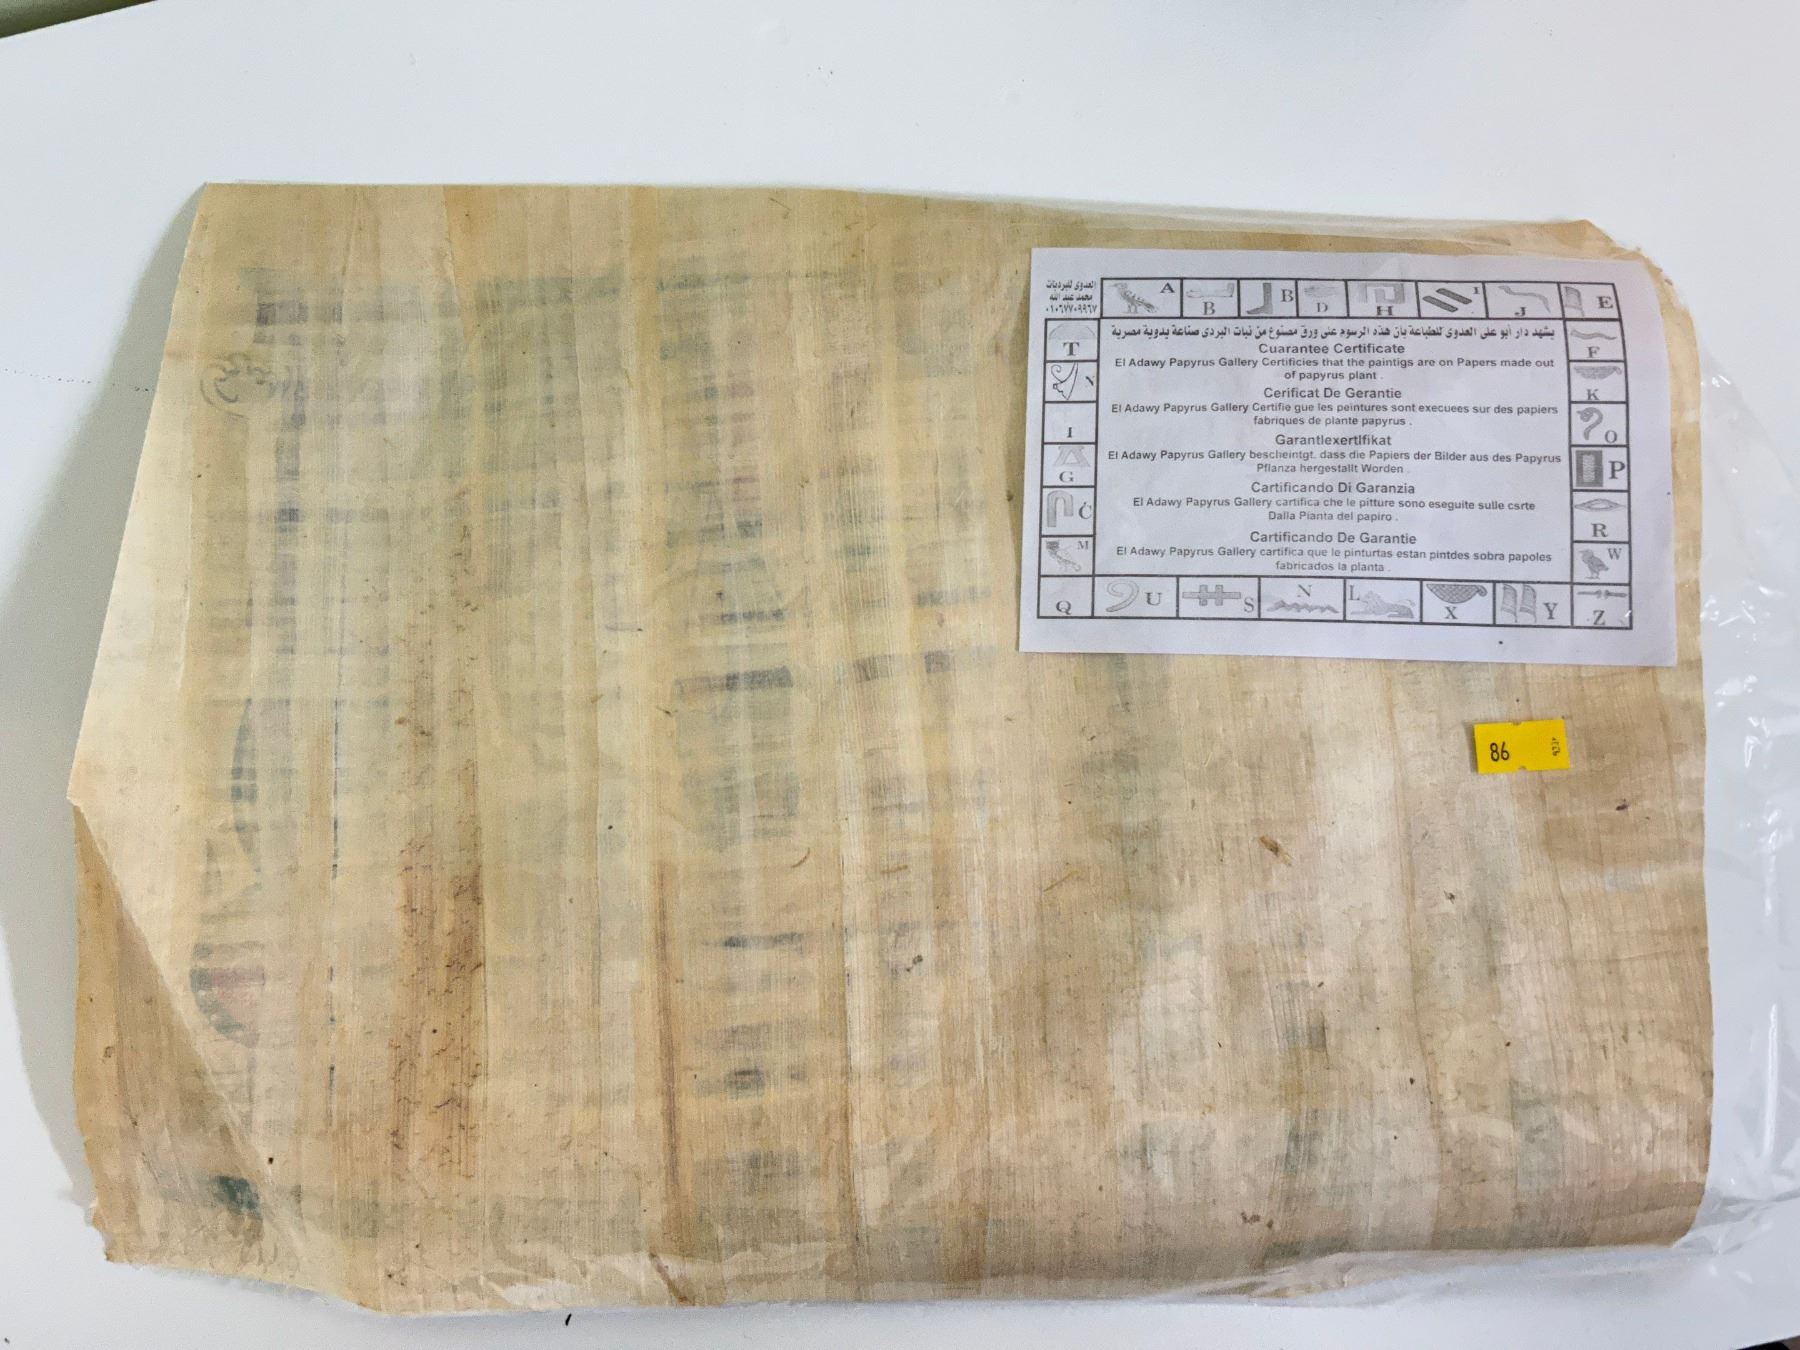 العدوى للبرديات
محمد عبد الله
٠١٠٦٧٧٠٩٩٦٧
A
B
B
D
H
I
J
E
يشهد دار أبو على العدوى للطباعة بأن هذه الرسوم على ورق مصنوع من نبات البردى صناعة يدوية مصرية
T
Cuarantee Certificate
F
El Adawy Papyrus Gallery Certificies that the paintigs are on Papers made out
of papyrus plant .
N
Cerificat De Gerantie
K
El Adawy Papyrus Gallery Certifie gue les peintures sont execuees sur des papiers
fabriques de plante papyrus .
I
Garantlexertlfikat
O
El Adawy Papyrus Gallery bescheintgt. dass die Papiers der Bilder aus des Papyrus
Pflanza hergestallt Worden .
G
P
Cartificando Di Garanzia
El Adawy Papyrus Gallery cartifica che le pitture sono eseguite sulle csrte
Dalla Pianta del papiro .
Ć
R
Cartificando De Garantie
El Adawy Papyrus Gallery cartifica que le pinturtas estan pintdes sobra papoles
fabricados la planta .
M
W
Q
U
S
N
L
X
Y
Z
86